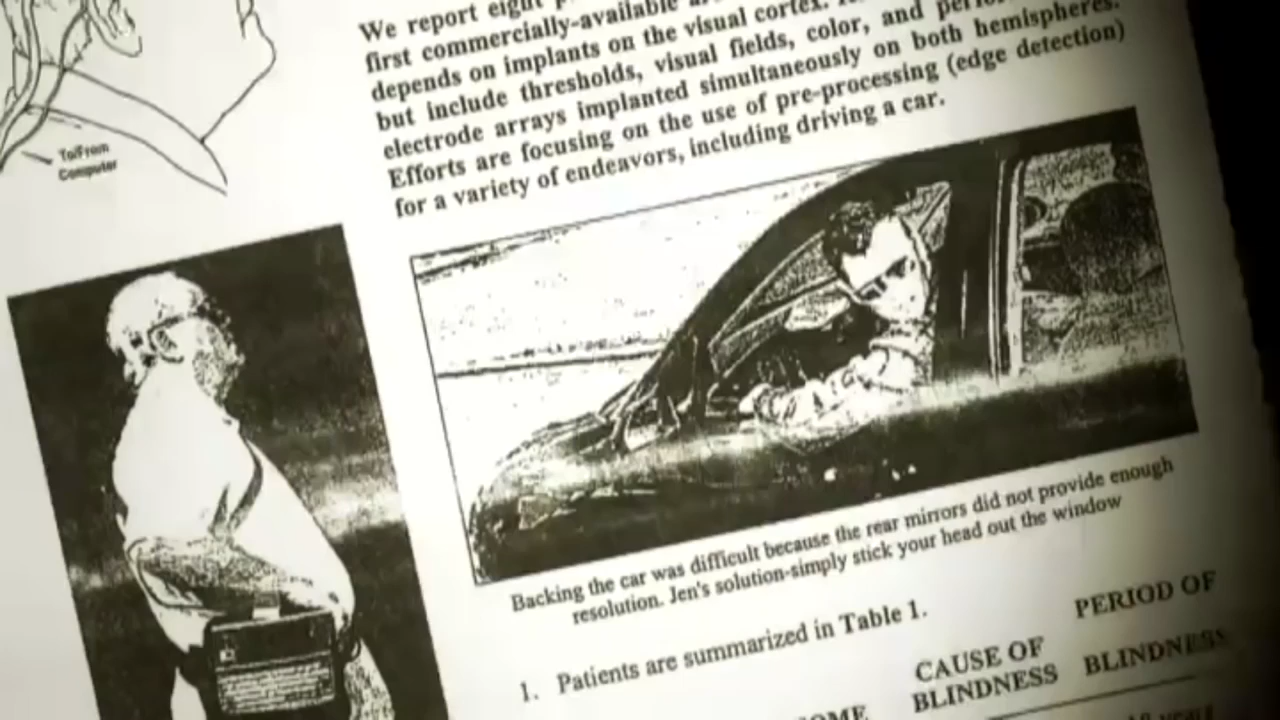 To/From
Computer
We report eight
first commercially-available
depends on implants on the visual cortex.
but include thresholds, visual fields, color, and
electrode arrays implanted simultaneously on both hemispheres.
Efforts are focusing on the use of pre-processing (edge detection)
for a variety of endeavors, including driving a car.
Backing the car was difficult because the rear mirrors did not provide enough
resolution. Jen's solution-simply stick your head out the window
1. Patients are summarized in Table 1.
PERIOD OF
CAUSE OF
BLINDNESS BLINDNESS